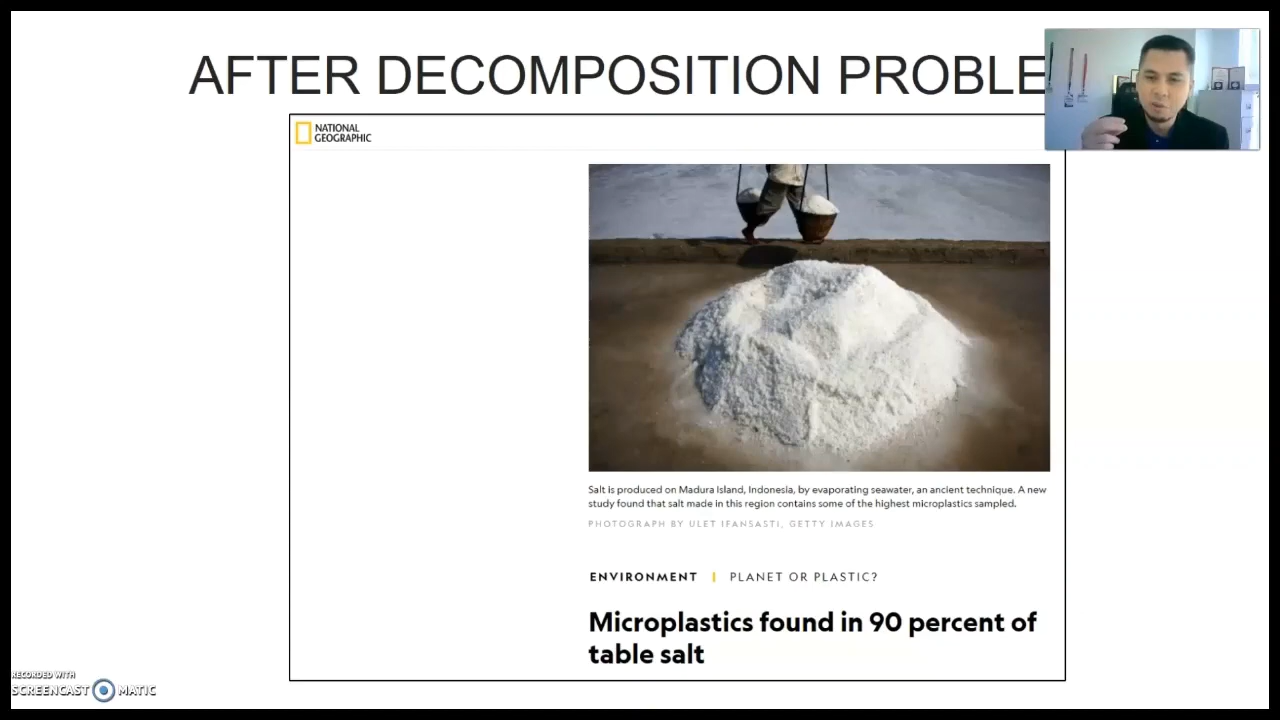 AFTER DECOMPOSITION PROBLE
NATIONAL
GEOGRAPHIC
Salt is produced on Madura Island, Indonesia, by evaporating seawater, an ancient technique. A new
study found that salt made in this region contains some of the highest microplastics sampled.
PHOTOGRAPH BY ULET IFANSASTI, GETTY IMAGES
ENVIRONMENT | PLANET OR PLASTIC?
Microplastics found in 90 percent of
table salt
RECORDED WITH
SCREENCAST MATIC